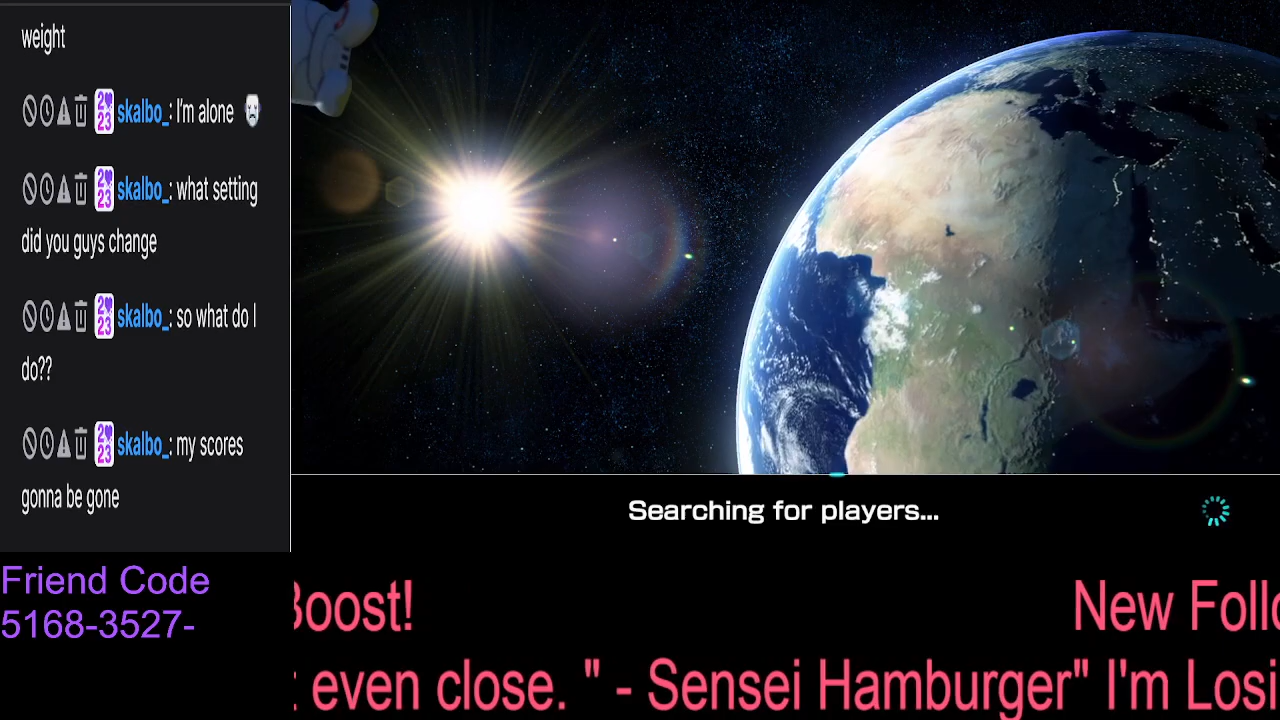 weight
skalbo_: I'm alone
skalbo_: what setting
did you guys change
skalbo_: so what do I
do??
skalbo_: my scores
gonna be gone
Searching for players...
Friend Code
5168-3527-
Boost!
New Follo
even close. " - Sensei Hamburger" I'm Losi